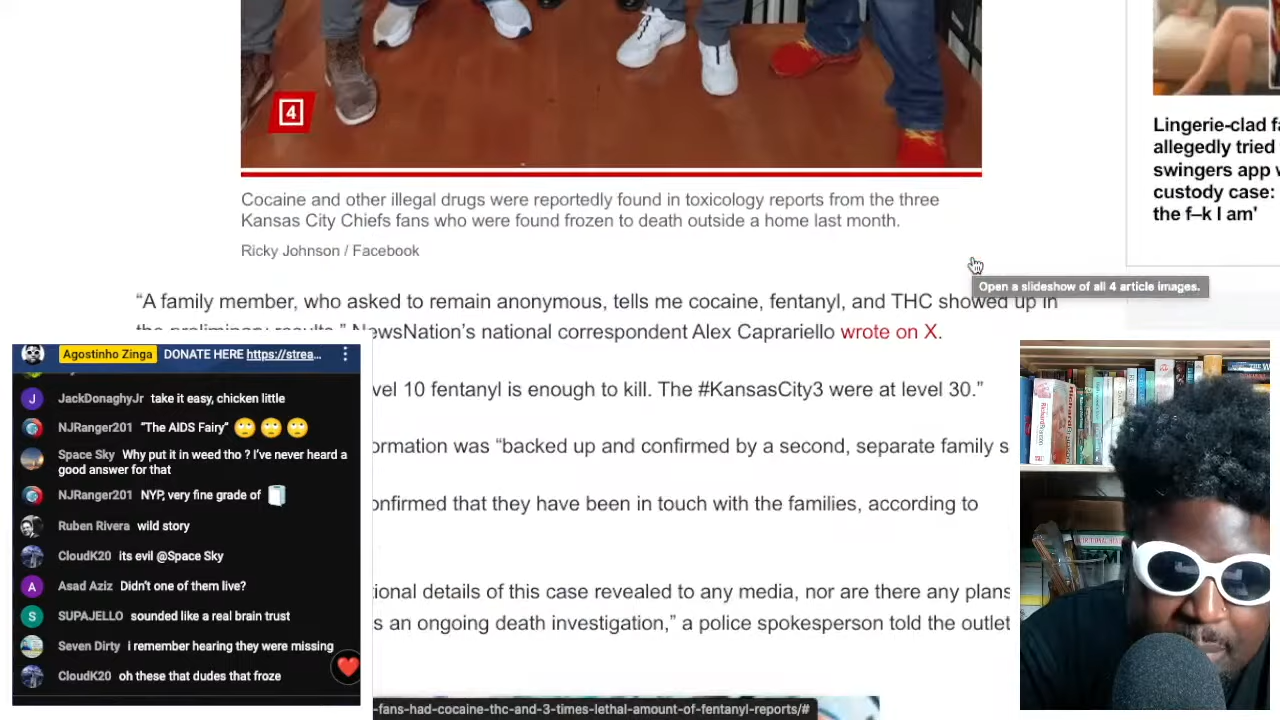 4
Cocaine and other illegal drugs were reportedly found in toxicology reports from the three
Kansas City Chiefs fans who were found frozen to death outside a home last month.
Ricky Johnson / Facebook
Open a slideshow of all 4 article images.
“A family member, who asked to remain anonymous, tells me cocaine, fentanyl, and THC showed up in
the preliminary results,” NewsNation’s national correspondent Alex Caprariello wrote on X.
vel 10 fentanyl is enough to kill. The #KansasCity3 were at level 30.”
ormation was “backed up and confirmed by a second, separate family s
onfirmed that they have been in touch with the families, according to
tional details of this case revealed to any media, nor are there any plans
s an ongoing death investigation,” a police spokesperson told the outlet
-fans-had-cocaine-thc-and-3-times-lethal-amount-of-fentanyl-reports/#
Lingerie-clad fa
allegedly tried
swingers app w
custody case:
the f–k I am'
Agostinho Zinga DONATE HERE https://strea...
JackDonaghyJr take it easy, chicken little
NJRanger201 “The AIDS Fairy” 🙄🙄🙄
Space Sky Why put it in weed tho ? I've never heard a
good answer for that
NJRanger201 NYP, very fine grade of 🧻
Ruben Rivera wild story
CloudK20 its evil @Space Sky
A Asad Aziz Didn't one of them live?
S SUPAJELLO sounded like a real brain trust
Seven Dirty I remember hearing they were missing
CloudK20 oh these that dudes that froze